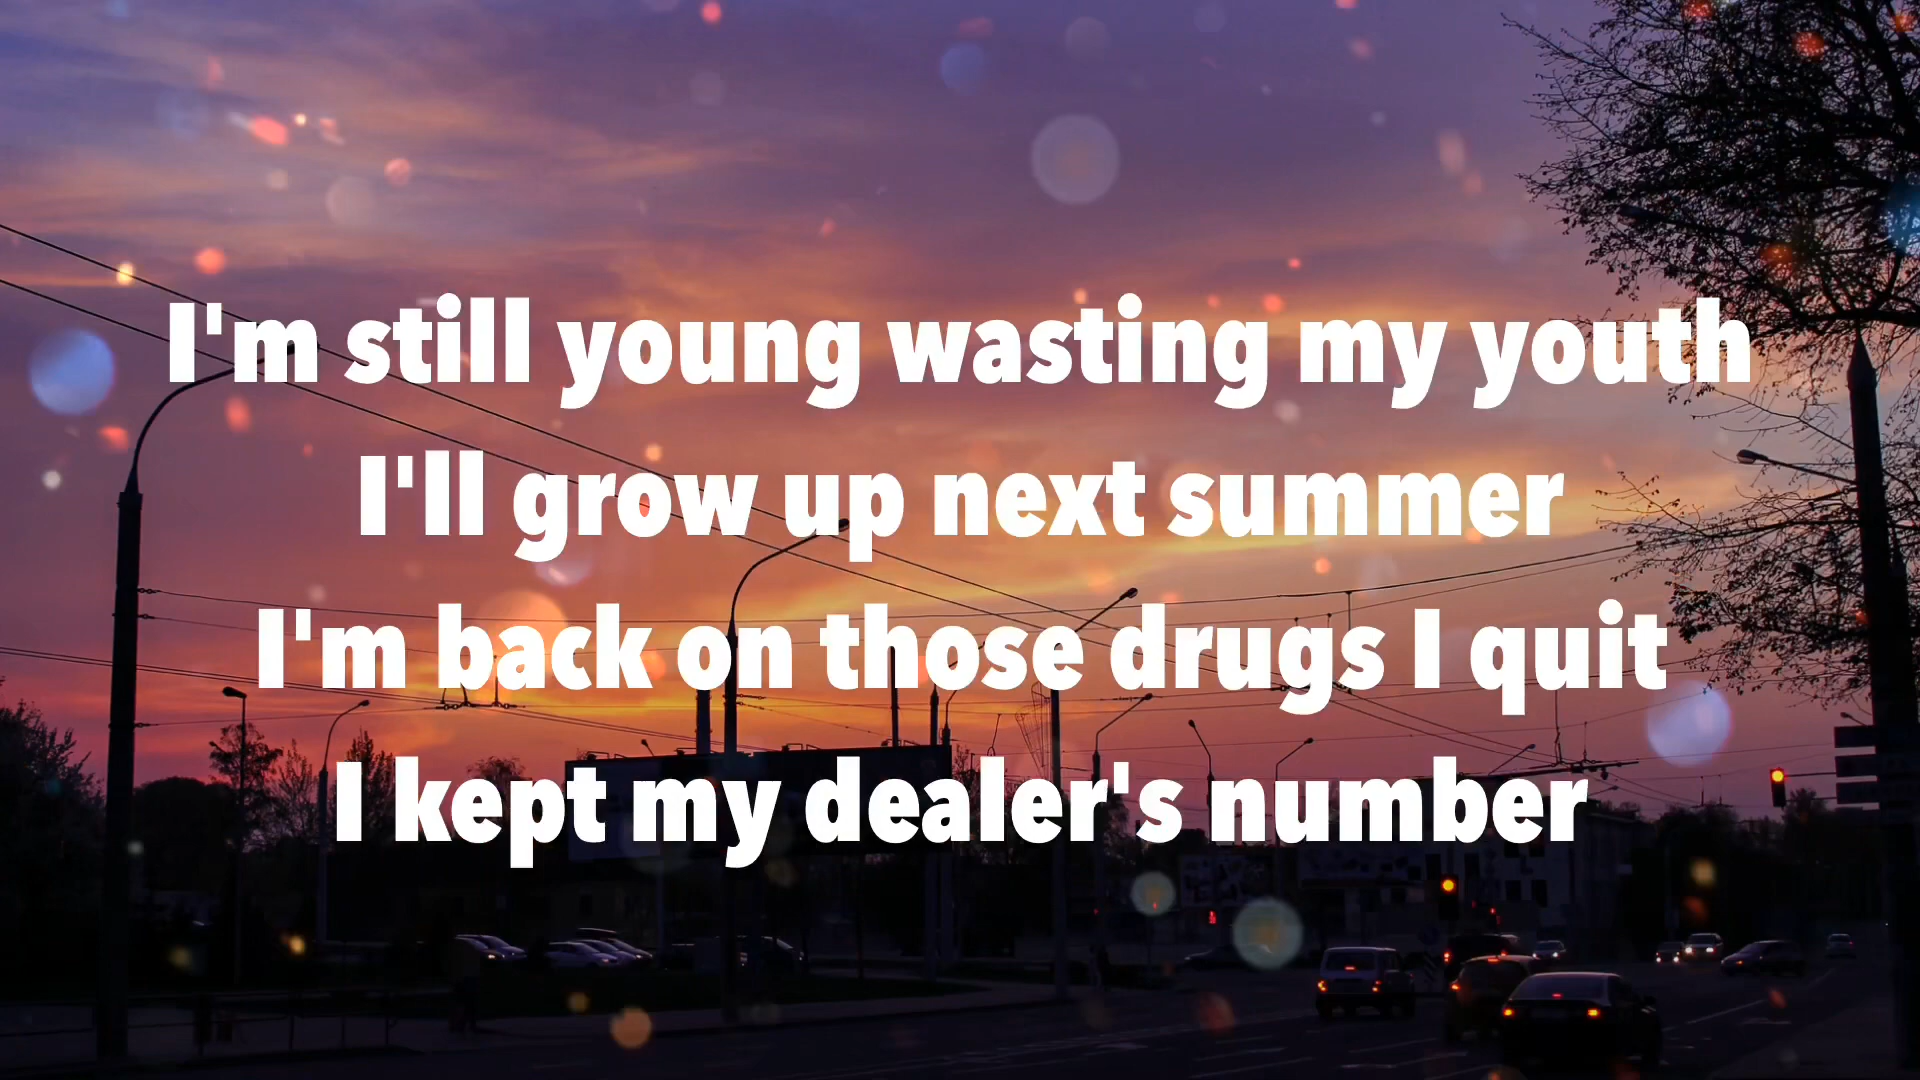 I'm still young wasting my youth
I'll grow up next summer
I'm back on those drugs I quit
I kept my dealer's number